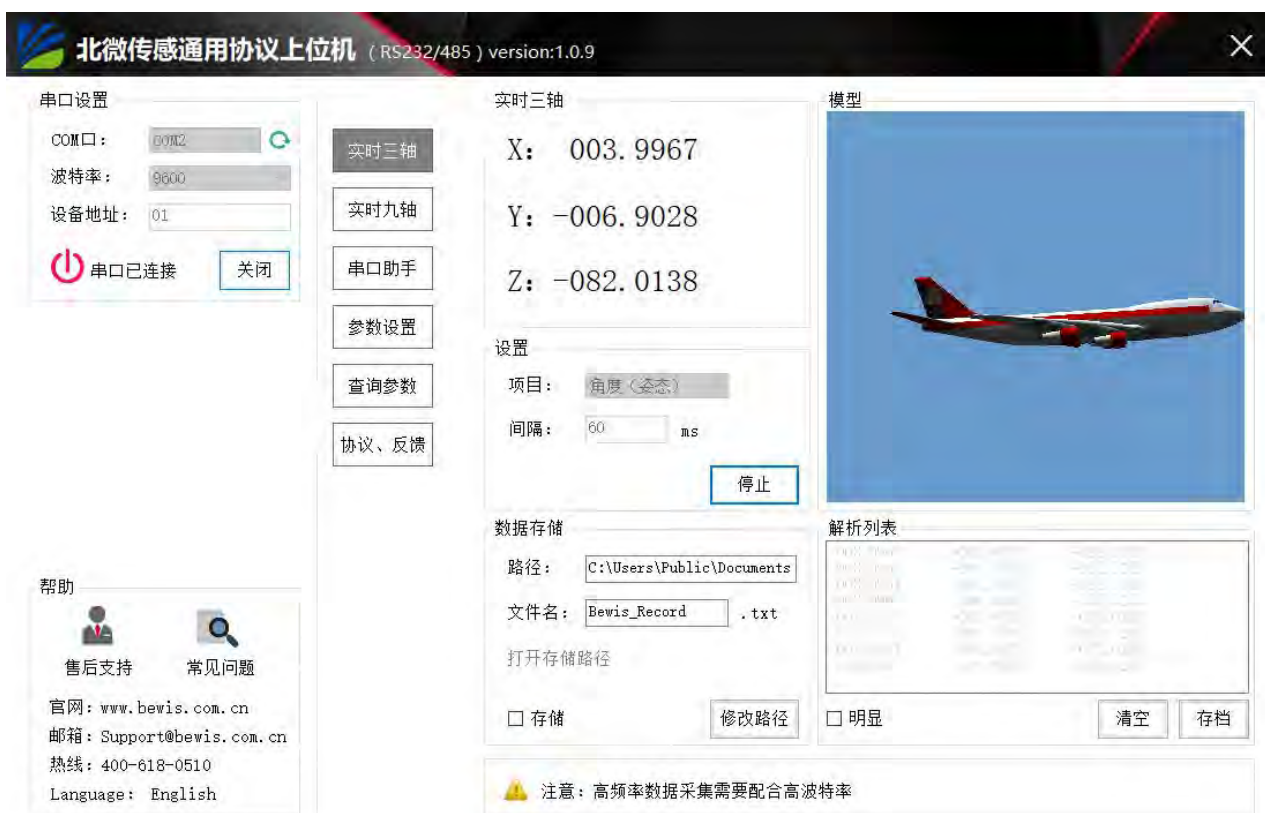 北微传感通用协议上位机 (RS232/485) version:1.0.9
串口设置
COM口: COM2
波特率: 9600
设备地址: 01
串口已连接 关闭
实时三轴
实时九轴
串口助手
参数设置
查询参数
协议、反馈
帮助
售后支持 常见问题
官网:www.bewis.com.cn
邮箱:Support@bewis.com.cn
热线:400-618-0510
Language: English
实时三轴
X: 003.9967
Y: -006.9028
Z: -082.0138
设置
项目: 角度(姿态)
间隔: 60 ms
停止
数据存储
路径: C:\Users\Public\Documents
文件名: Bewis_Record .txt
打开存储路径
存储 修改路径
模型
解析列表
明显 清空 存档
注意:高频率数据采集需要配合高波特率